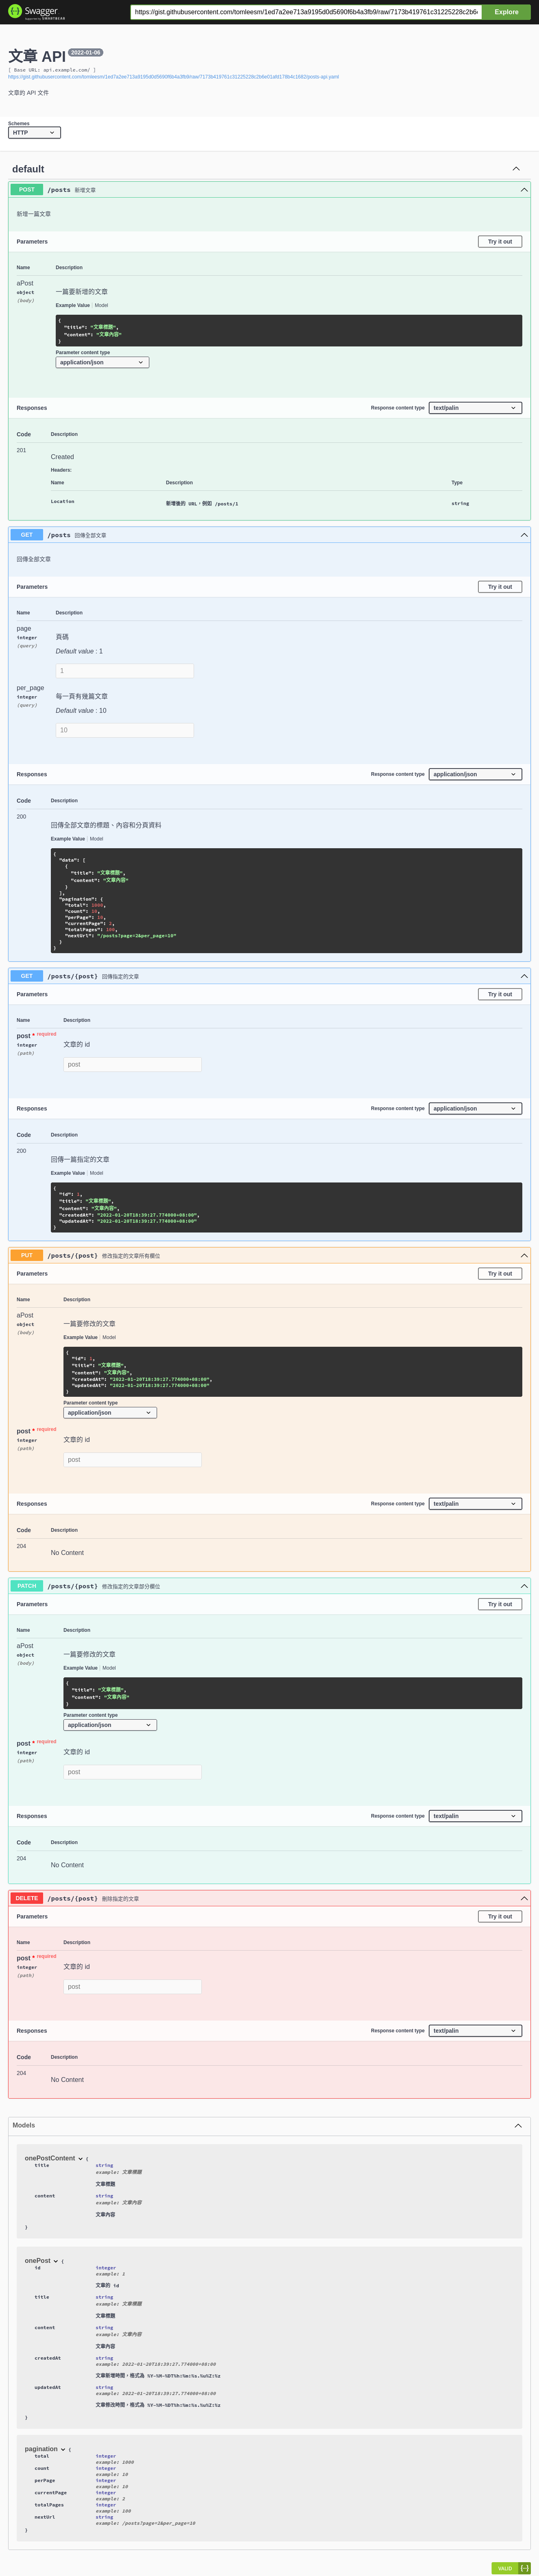 Swagger
Supported by SMARTBEAR
https://gist.githubusercontent.com/tomleesm/1ed7a2ee713a9195d0d5690f6b4a3fb9/raw/7173b419761c31225228c2b6
Explore
文章 API 2022-01-06
[ Base URL: api.example.com/ ]
文章的 API 文件
Schemes
HTTP
default
POST /posts 新增文章
新增一篇文章
Parameters Try it out
Name Description
aPost
object
(body)
一篇要新增的文章
Example Value Model
{
"title": "文章標題",
"content": "文章內容"
}
Parameter content type
application/json
Responses Response content type text/palin
Code Description
201
Created
Headers:
Name Description Type
Location 新增後的 URL，例如 /posts/1 string
GET /posts 回傳全部文章
回傳全部文章
Parameters Try it out
Name Description
page
integer
(query)
頁碼
Default value : 1
1
per_page
integer
(query)
每一頁有幾篇文章
Default value : 10
10
Responses Response content type application/json
Code Description
200
回傳全部文章的標題、內容和分頁資料
Example Value Model
{
"data": [
{
"title": "文章標題",
"content": "文章內容"
}
],
"pagination": {
"total": 1000,
"count": 10,
"perPage": 10,
"currentPage": 2,
"totalPages": 100,
"nextUrl": "/posts?page=2&per_page=10"
}
}
GET /posts/{post} 回傳指定的文章
Parameters Try it out
Name Description
post * required
integer
(path)
文章的 id
post
Responses Response content type application/json
Code Description
200
回傳一篇指定的文章
Example Value Model
{
"id": 1,
"title": "文章標題",
"content": "文章內容",
"createdAt": "2022-01-20T18:39:27.774000+08:00",
"updatedAt": "2022-01-20T18:39:27.774000+08:00"
}
PUT /posts/{post} 修改指定的文章所有欄位
Parameters Try it out
Name Description
aPost
object
(body)
一篇要修改的文章
Example Value Model
{
"id": 1,
"title": "文章標題",
"content": "文章內容",
"createdAt": "2022-01-20T18:39:27.774000+08:00",
"updatedAt": "2022-01-20T18:39:27.774000+08:00"
}
Parameter content type
application/json
post * required
integer
(path)
文章的 id
post
Responses Response content type text/palin
Code Description
204
No Content
PATCH /posts/{post} 修改指定的文章部分欄位
Parameters Try it out
Name Description
aPost
object
(body)
一篇要修改的文章
Example Value Model
{
"title": "文章標題",
"content": "文章內容"
}
Parameter content type
application/json
post * required
integer
(path)
文章的 id
post
Responses Response content type text/palin
Code Description
204
No Content
DELETE /posts/{post} 刪除指定的文章
Parameters Try it out
Name Description
post * required
integer
(path)
文章的 id
post
Responses Response content type text/palin
Code Description
204
No Content
Models
onePostContent {
title string
example: 文章標題
文章標題
content string
example: 文章內容
文章內容
}
onePost {
id integer
example: 1
文章的 id
title string
example: 文章標題
文章標題
content string
example: 文章內容
文章內容
createdAt string
example: 2022-01-20T18:39:27.774000+08:00
文章新增時間，格式為 %Y-%M-%DT%h:%m:%s.%u%Z:%z
updatedAt string
example: 2022-01-20T18:39:27.774000+08:00
文章修改時間，格式為 %Y-%M-%DT%h:%m:%s.%u%Z:%z
}
pagination {
total integer
example: 1000
count integer
example: 10
perPage integer
example: 10
currentPage integer
example: 2
totalPages integer
example: 100
nextUrl string
example: /posts?page=2&per_page=10
}
VALID {-}